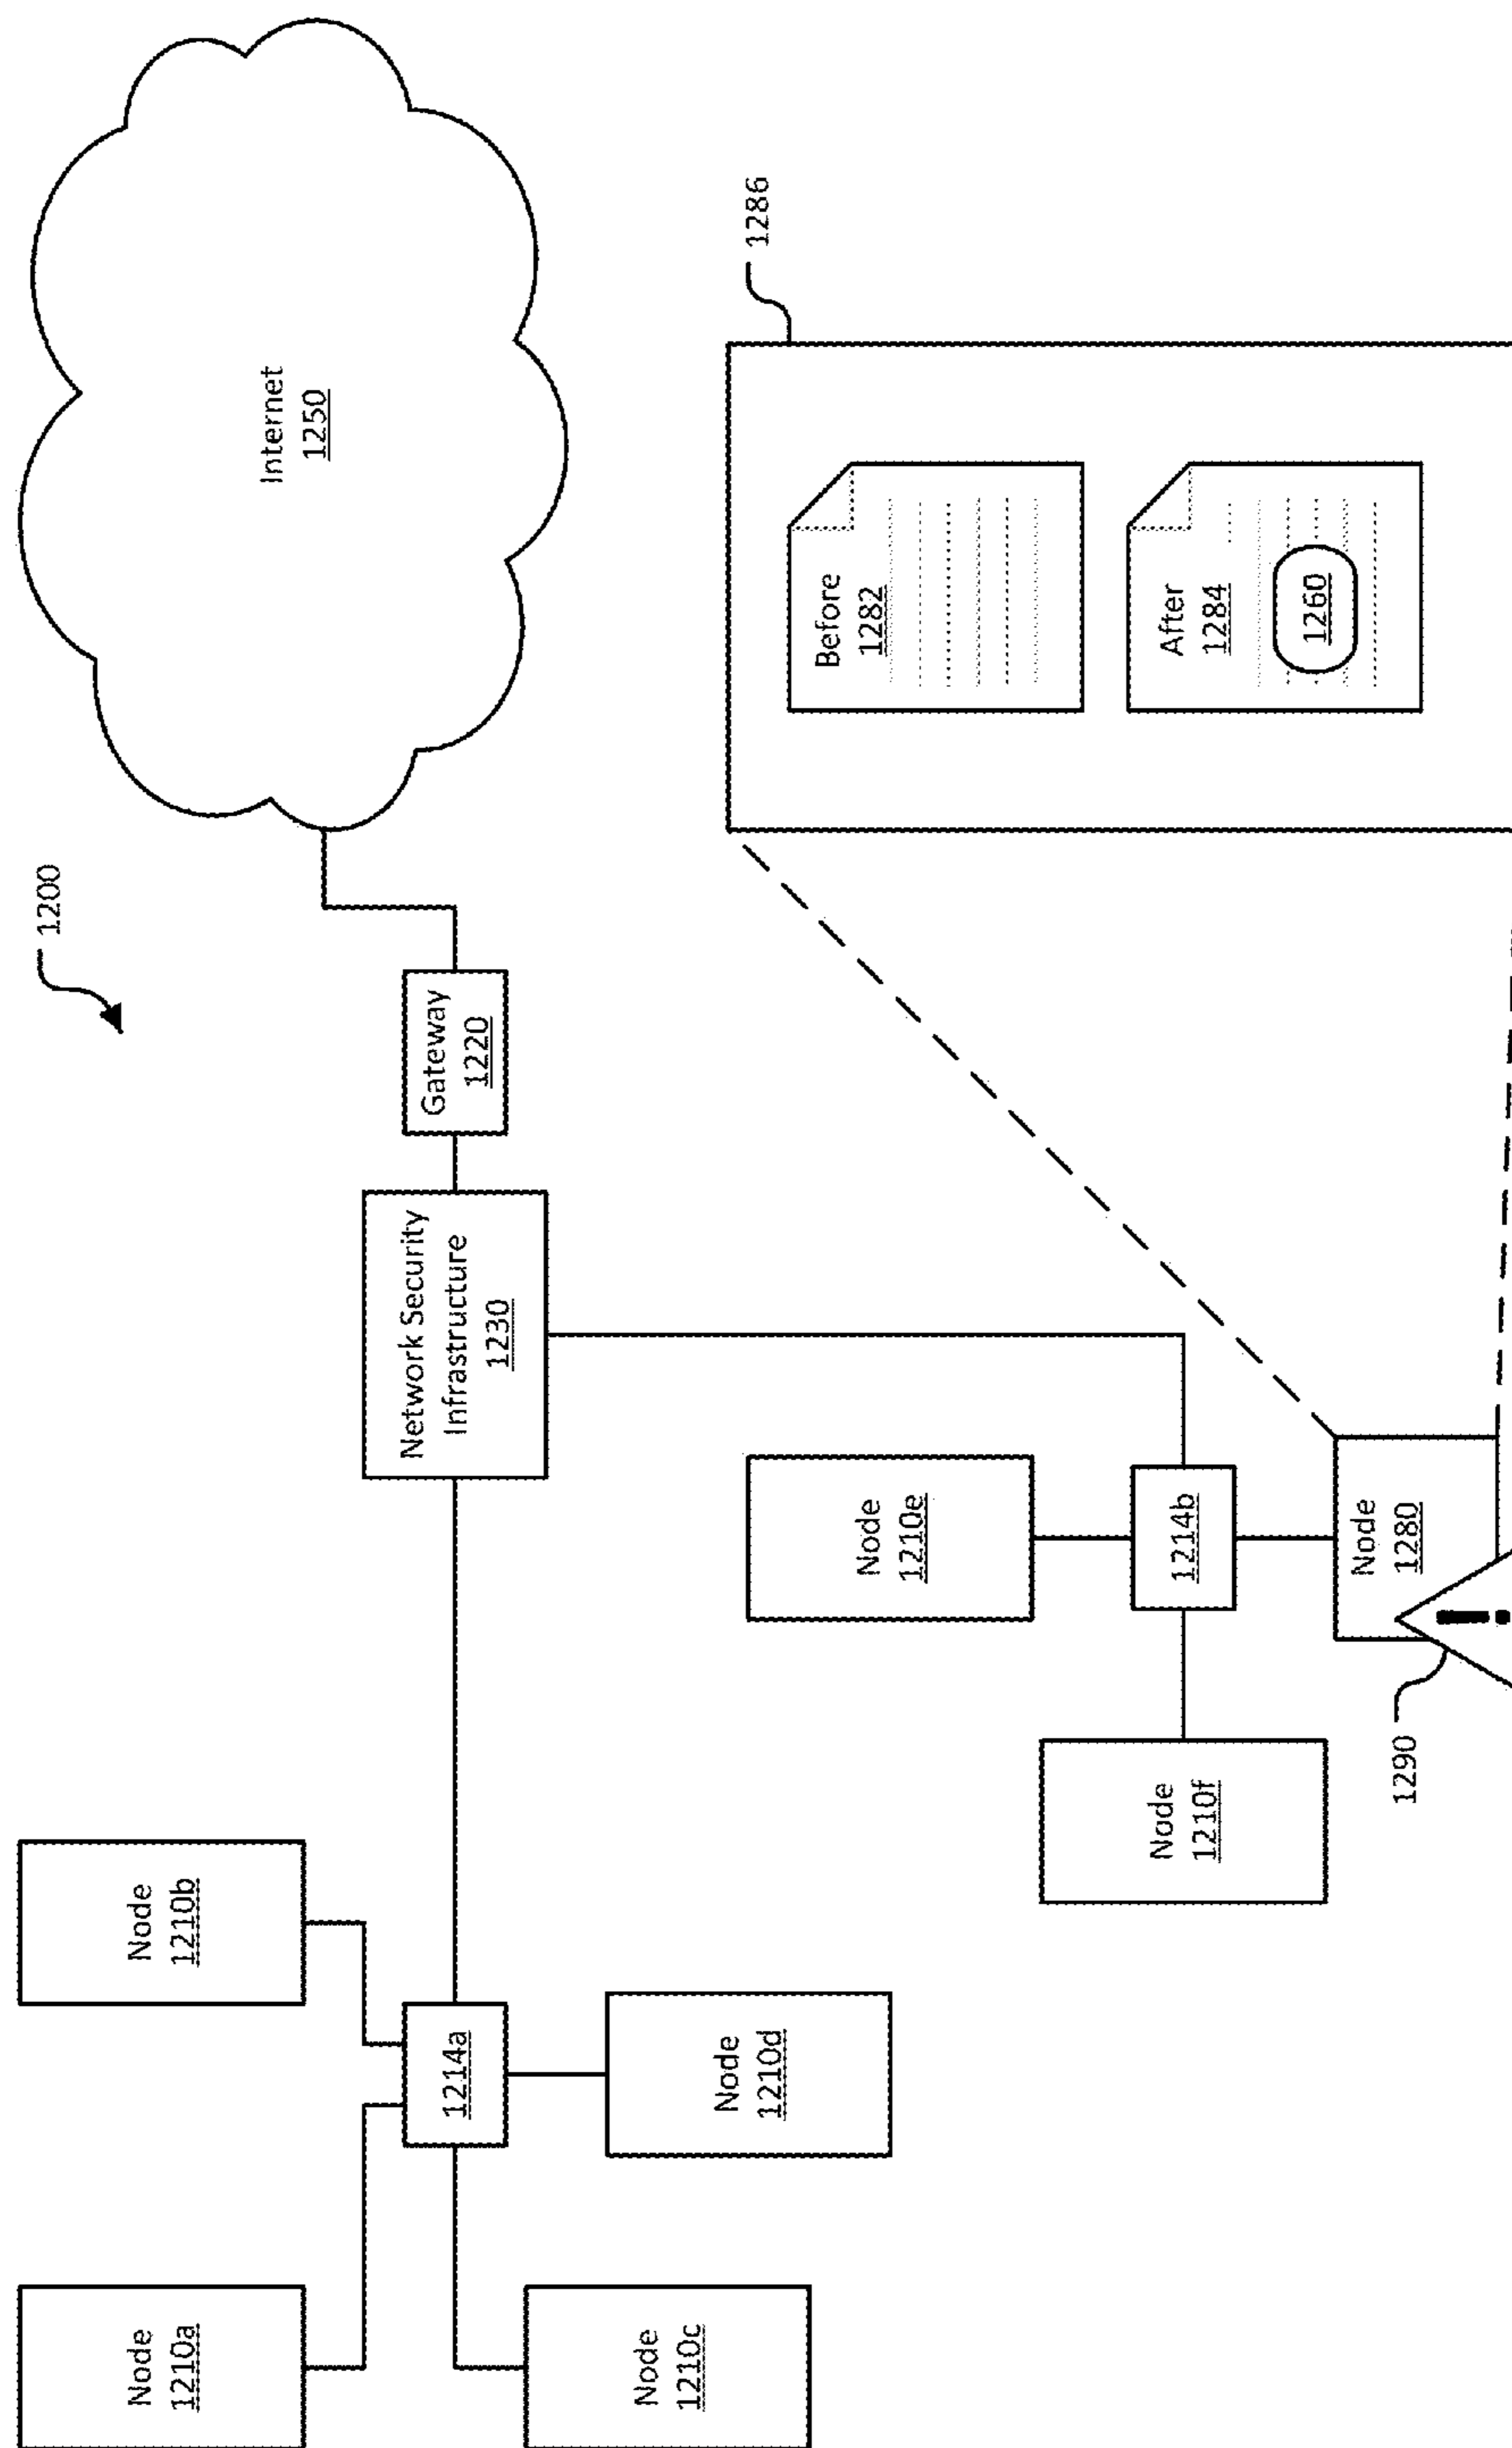 1200
Internet
1250
Gateway
1220
Network Security
Infrastructure
1230
Node
1210b
Node
1210a
1214a
Node
1210c
Node
1210d
Node
1210e
Node
1210f
1214b
Node
1280
!
1290
1286
Before
1282
After
1284
1260